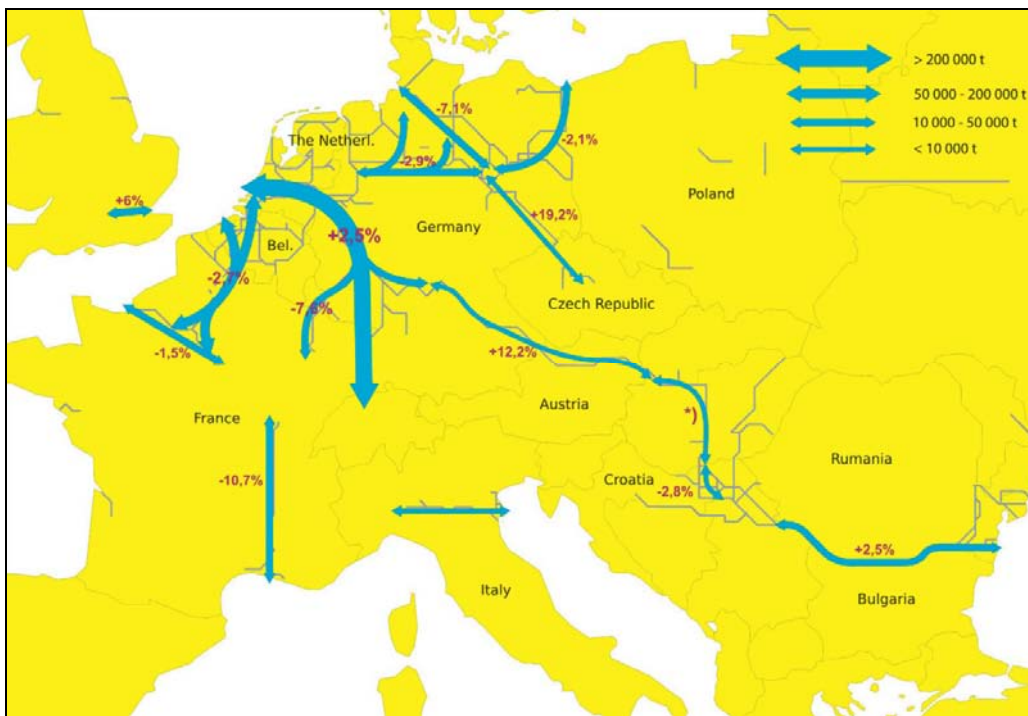 > 200 000 t
50 000 - 200 000 t
10 000 - 50 000 t
< 10 000 t
-7,1%
The Netherl.
-2,1%
-2,9%
Poland
+6%
+19,2%
Germany
+2,5%
Bel.
-2,7%
-7,8%
Czech Republic
-1,5%
+12,2%
Austria
*)
France
Rumania
-10,7%
Croatia
-2,8%
+2,5%
Italy
Bulgaria